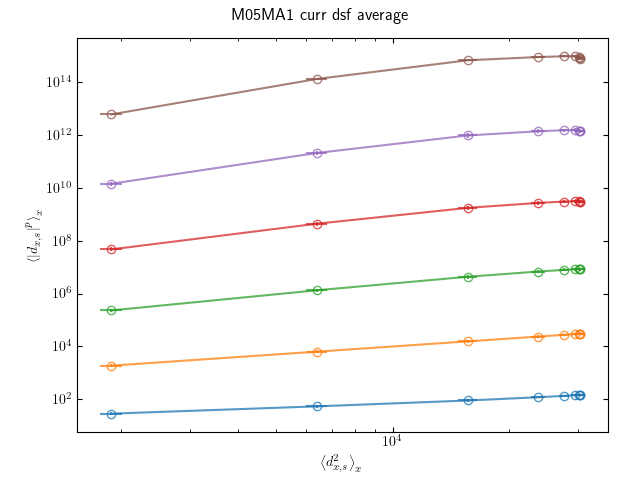 M05MA1 curr dsf average
10^{14}
10^{12}
10^{10}
10^{8}
10^{6}
10^{4}
10^{2}
⟨|d_{x,s}|^p⟩_x
10^4
⟨d_{x,s}^2⟩_x